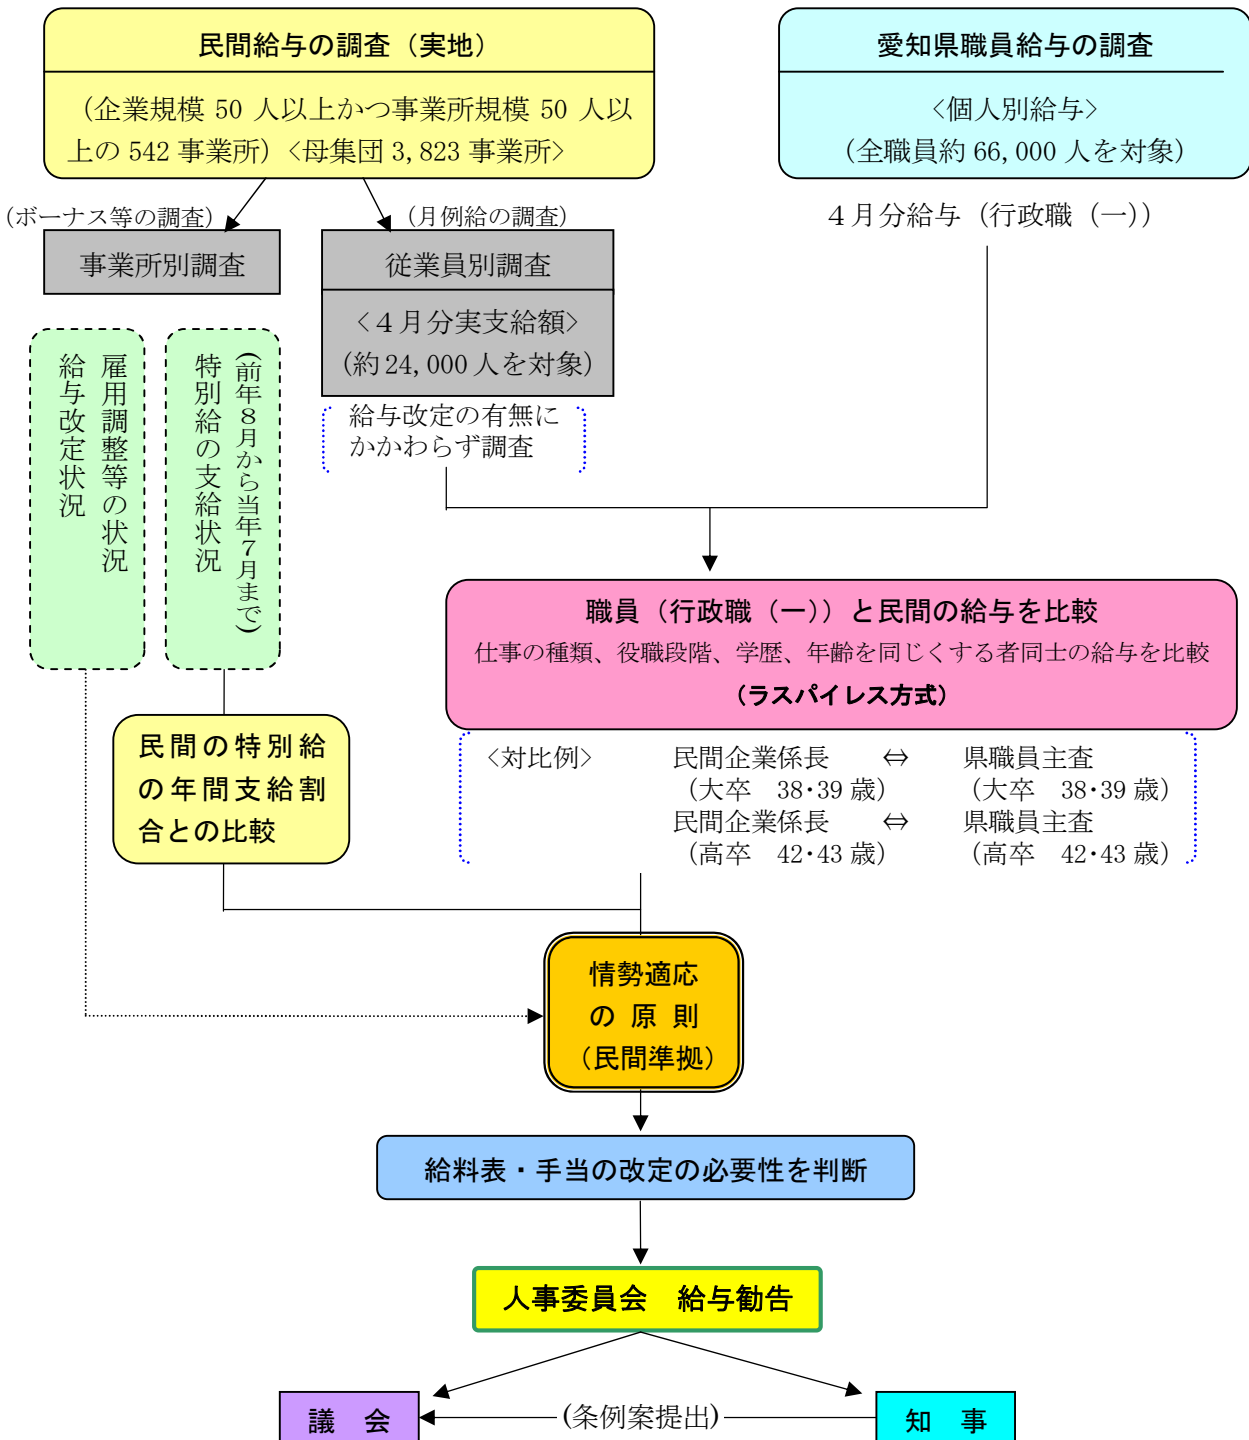 民間給与の調査（実地）
（企業規模 50 人以上かつ事業所規模 50 人以
上の 542 事業所）＜母集団 3,823 事業所＞
愛知県職員給与の調査
＜個人別給与＞
（全職員約 66,000 人を対象）
（ボーナス等の調査）
（月例給の調査）
４月分給与（行政職（一））
事業所別調査
従業員別調査
＜４月分実支給額＞
（約 24,000 人を対象）
給与改定の有無に
かかわらず調査
雇用調整等の状況
給与改定状況
（前年８月から当年７月まで）
特別給の支給状況
職員（行政職（一））と民間の給与を比較
仕事の種類、役職段階、学歴、年齢を同じくする者同士の給与を比較
（ラスパイレス方式）
民間の特別給
の年間支給割
合との比較
＜対比例＞ 民間企業係長 ⇔ 県職員主査
（大卒 38・39 歳） （大卒 38・39 歳）
民間企業係長 ⇔ 県職員主査
（高卒 42・43 歳） （高卒 42・43 歳）
情勢適応
の 原 則
（民間準拠）
給料表・手当の改定の必要性を判断
人事委員会 給与勧告
議 会
（条例案提出）
知 事